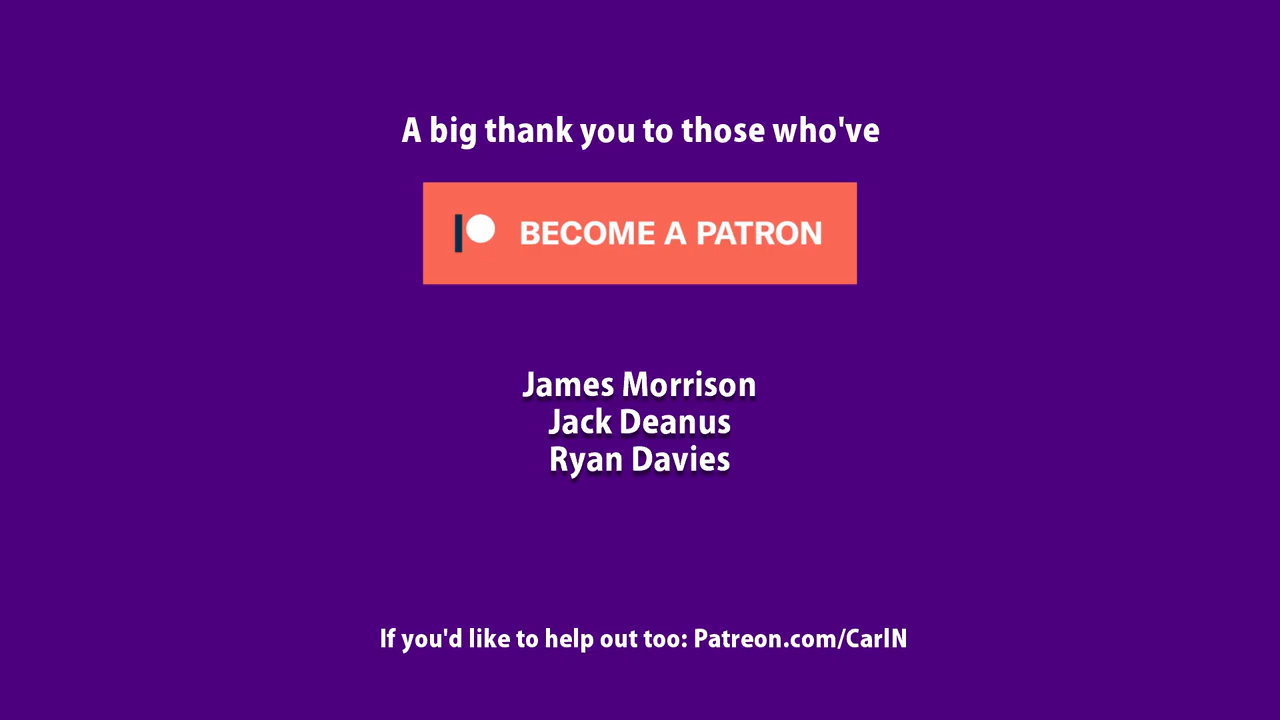 A big thank you to those who've
BECOME A PATRON
James Morrison
Jack Deanus
Ryan Davies
If you'd like to help out too: Patreon.com/CarlN